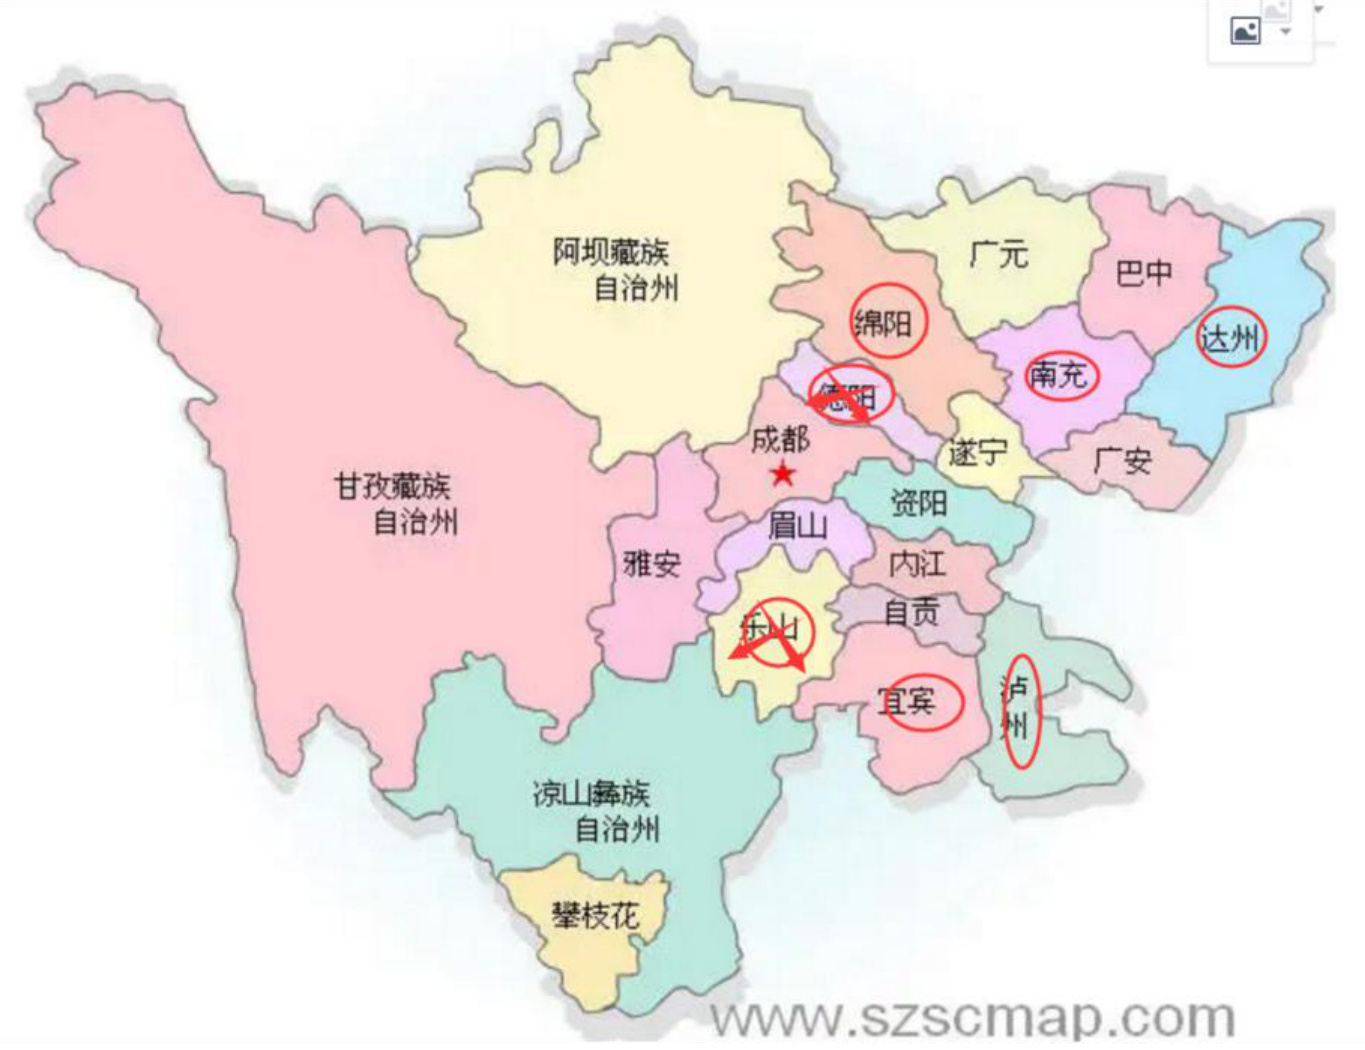 阿坝藏族
自治州
广元
巴中
绵阳
达州
南充
德阳
成都
遂宁
广安
甘孜藏族
自治州
资阳
眉山
雅安
内江
自贡
乐山
宜宾
泸
州
凉山彝族
自治州
攀枝花
www.szscmap.com